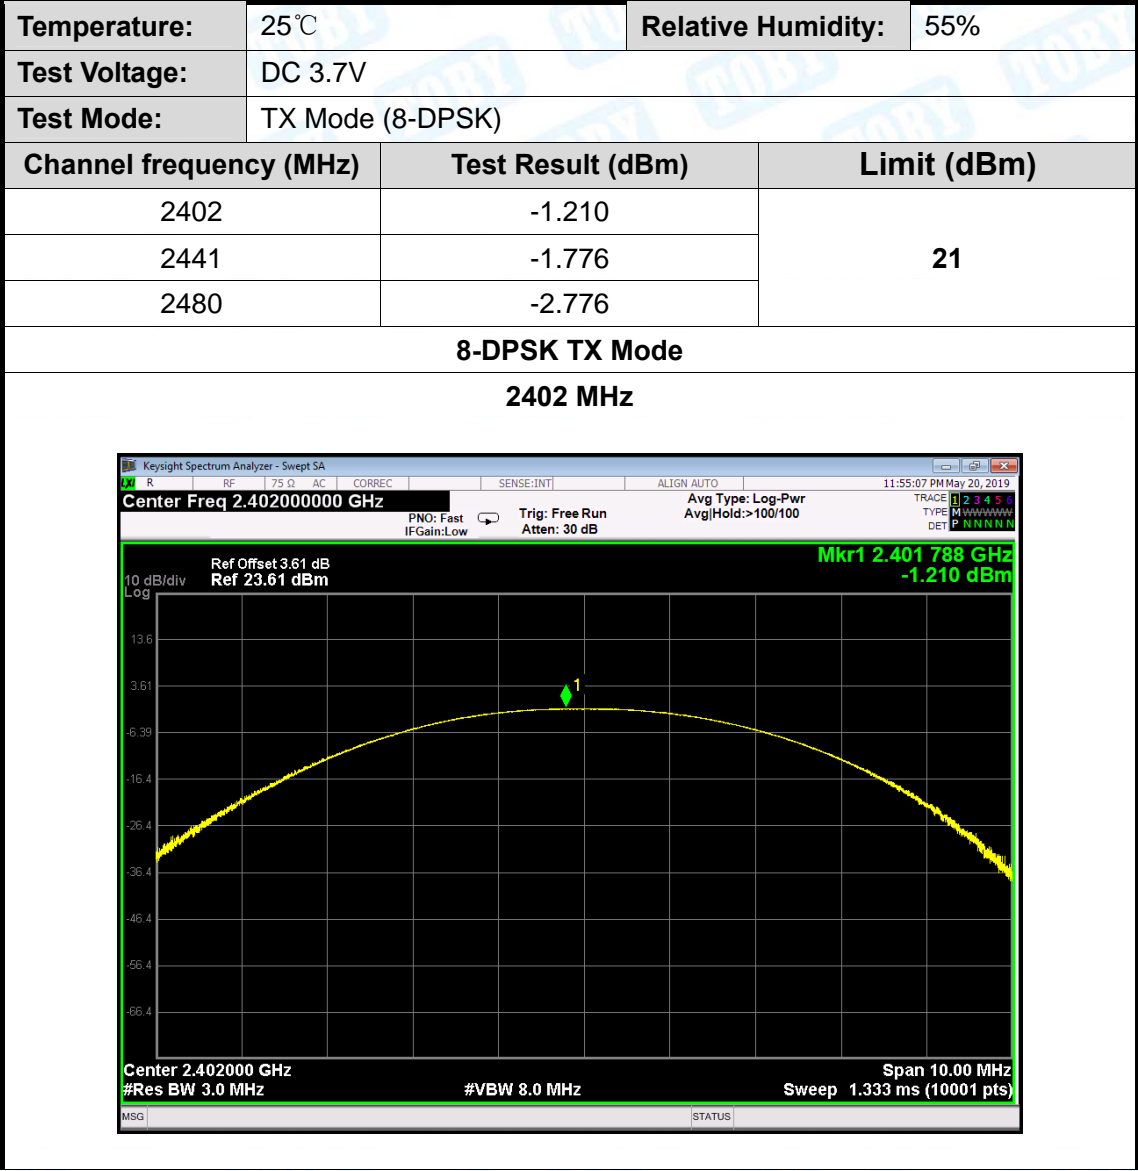 Temperature: 25℃ Relative Humidity: 55%
Test Voltage: DC 3.7V
Test Mode: TX Mode (8-DPSK)
Channel frequency (MHz) Test Result (dBm) Limit (dBm)
2402 -1.210
2441 -1.776 21
2480 -2.776
8-DPSK TX Mode
2402 MHz
Keysight Spectrum Analyzer - Swept SA
LXI R RF 75 Ω AC CORREC SENSE:INT ALIGN AUTO 11:55:07 PM May 20, 2019
Center Freq 2.402000000 GHz Avg Type: Log-Pwr TRACE 1 2 3 4 5 6
PNO: Fast Trig: Free Run Avg|Hold:>100/100 TYPE M WWWWW
IFGain:Low Atten: 30 dB DET P N N N N N
Mkr1 2.401 788 GHz
Ref Offset 3.61 dB
10 dB/div Ref 23.61 dBm -1.210 dBm
Log
13.6
1
3.61
-6.39
-16.4
-26.4
-36.4
-46.4
-56.4
-66.4
Center 2.402000 GHz Span 10.00 MHz
#Res BW 3.0 MHz #VBW 8.0 MHz Sweep 1.333 ms (10001 pts)
MSG STATUS
TOBY
TOBY
TOBY
TOBY